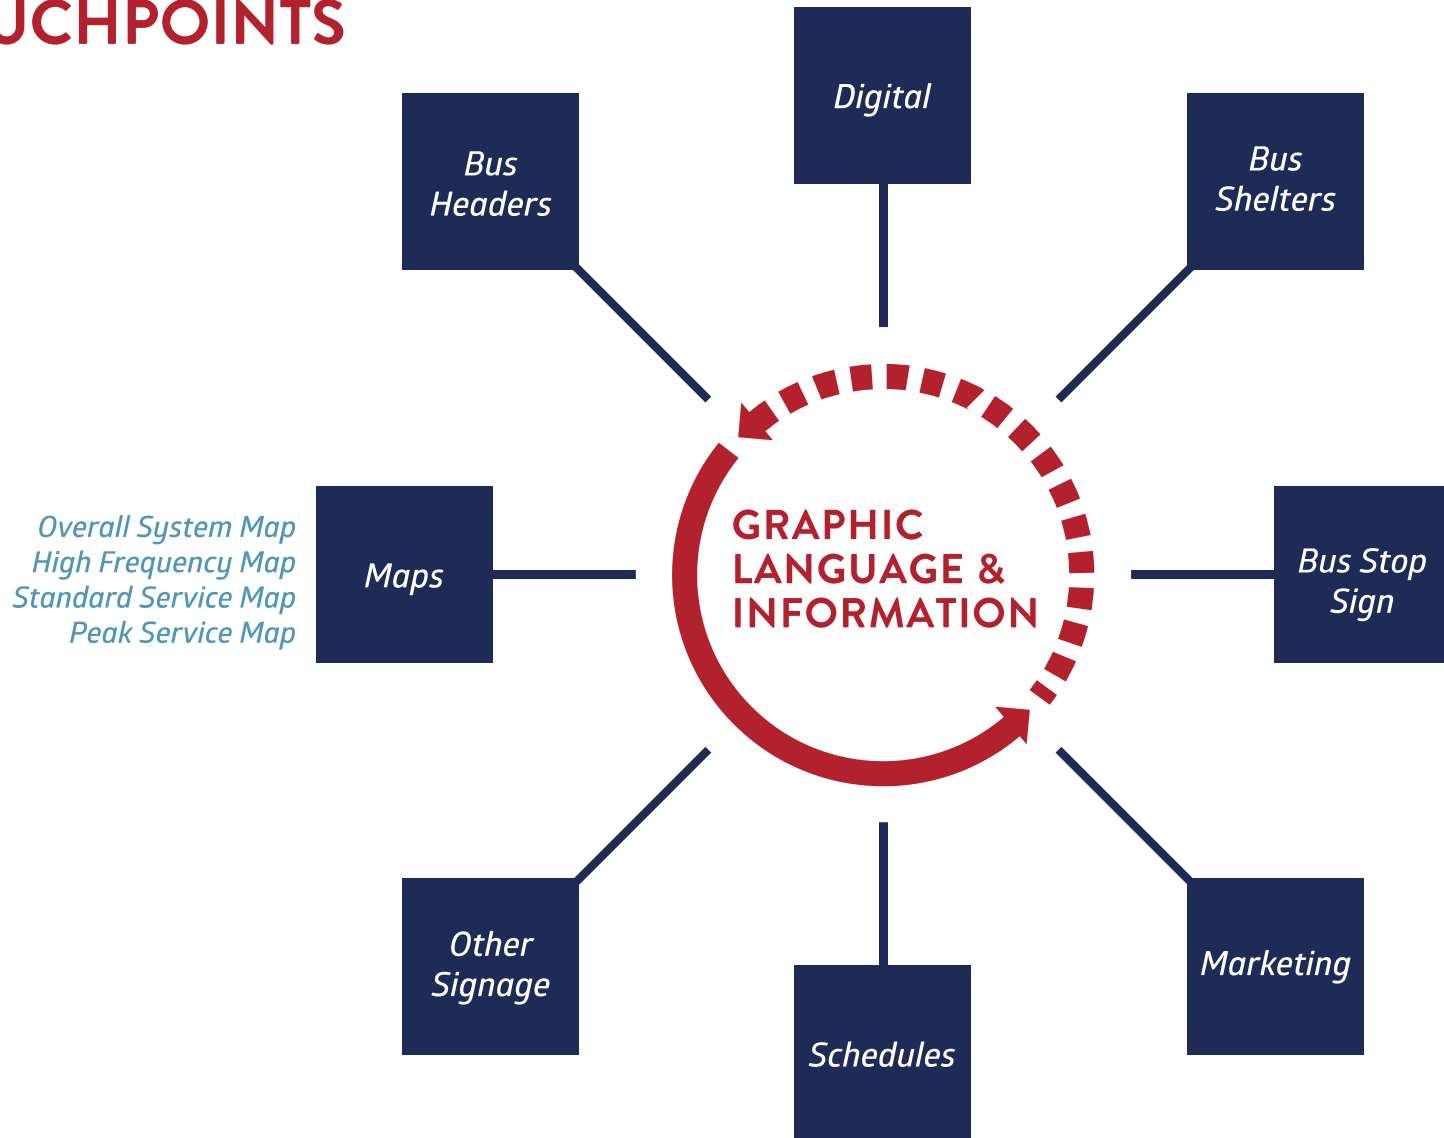 UCHPOINTS
Digital
Bus
Headers
Bus
Shelters
Overall System Map
High Frequency Map
Standard Service Map
Peak Service Map
Maps
GRAPHIC
LANGUAGE &
INFORMATION
Bus Stop
Sign
Other
Signage
Marketing
Schedules